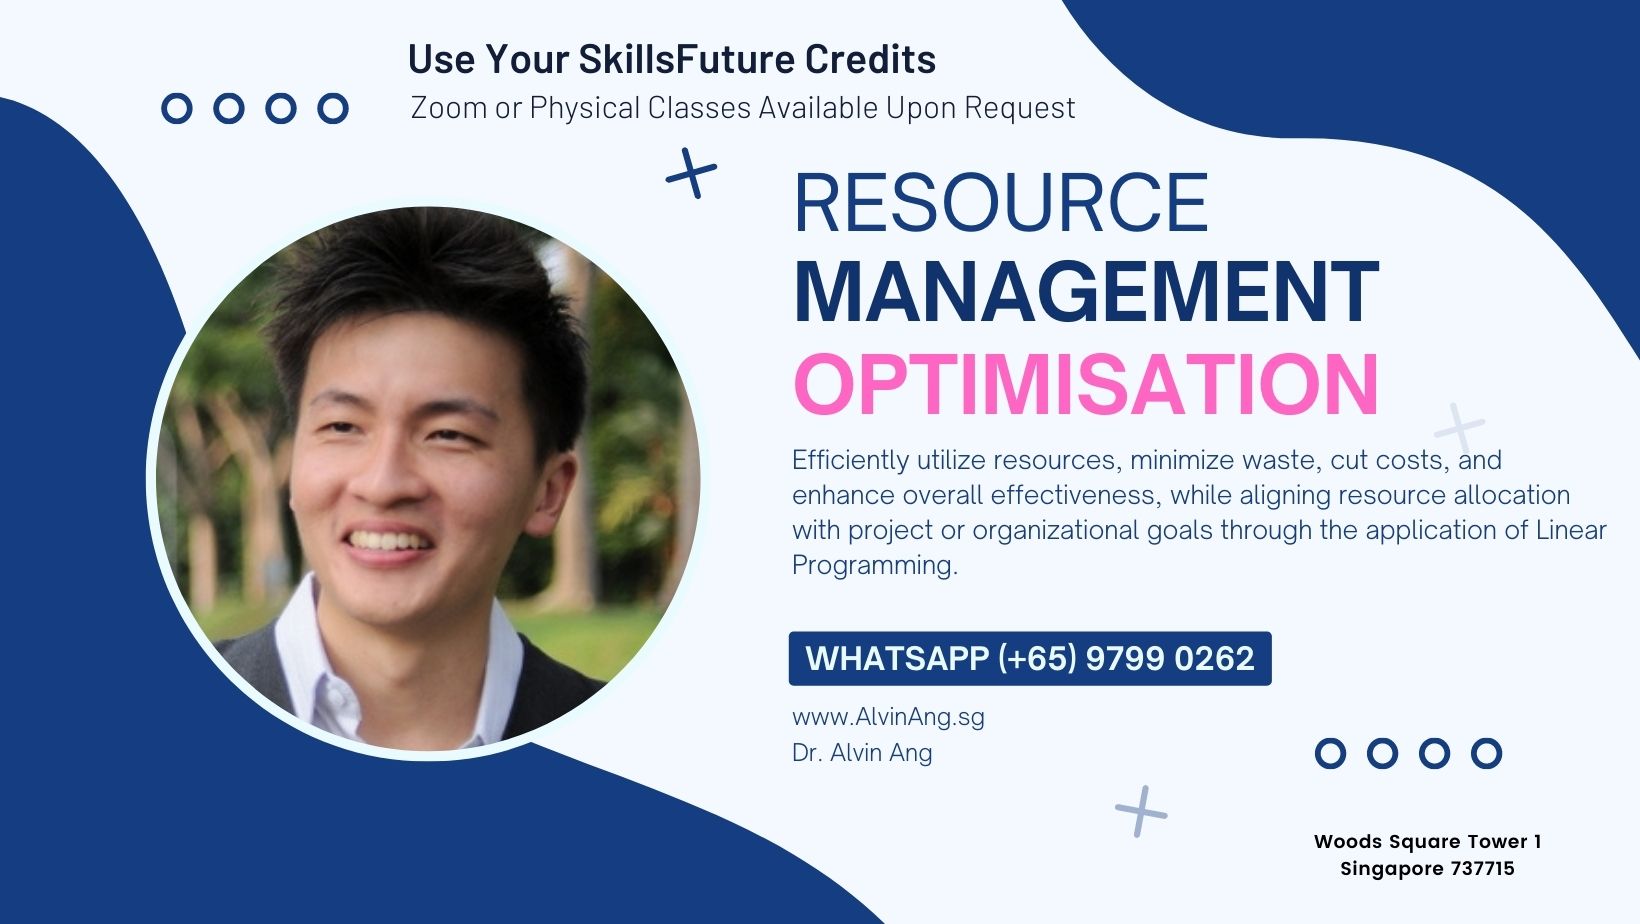 Use Your SkillsFuture Credits
Zoom or Physical Classes Available Upon Request
RESOURCE
MANAGEMENT
OPTIMISATION
Efficiently utilize resources, minimize waste, cut costs, and
enhance overall effectiveness, while aligning resource allocation
with project or organizational goals through the application of Linear
Programming.
WHATSAPP (+65) 9799 0262
www.AlvinAng.sg
Dr. Alvin Ang
Woods Square Tower 1
Singapore 737715